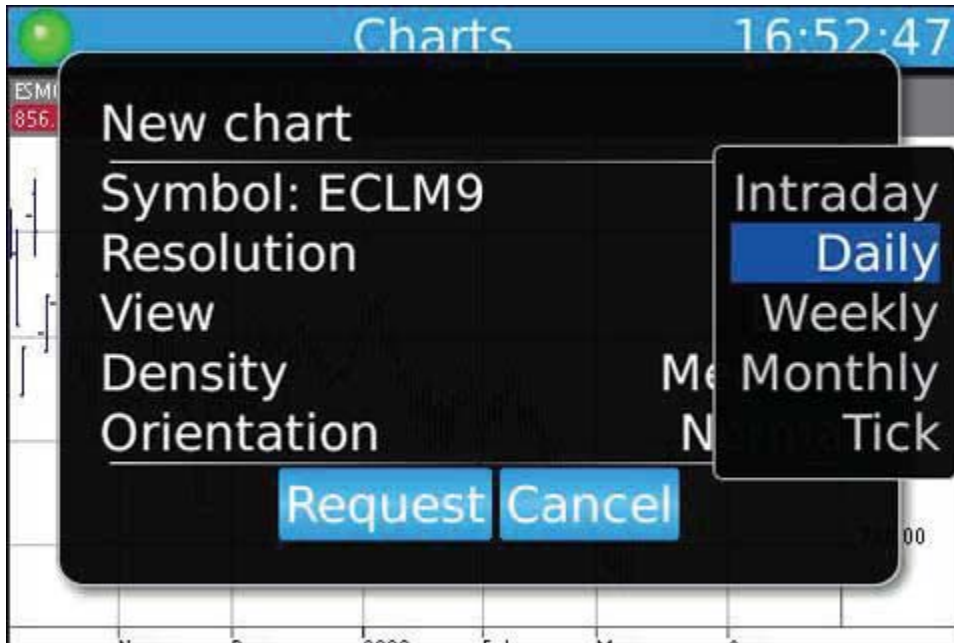 Charts 16:52:47
856.
New chart
Symbol: ECLM9
Resolution
View
Density
Orientation
Intraday
Daily
Weekly
Monthly
Tick
Request Cancel